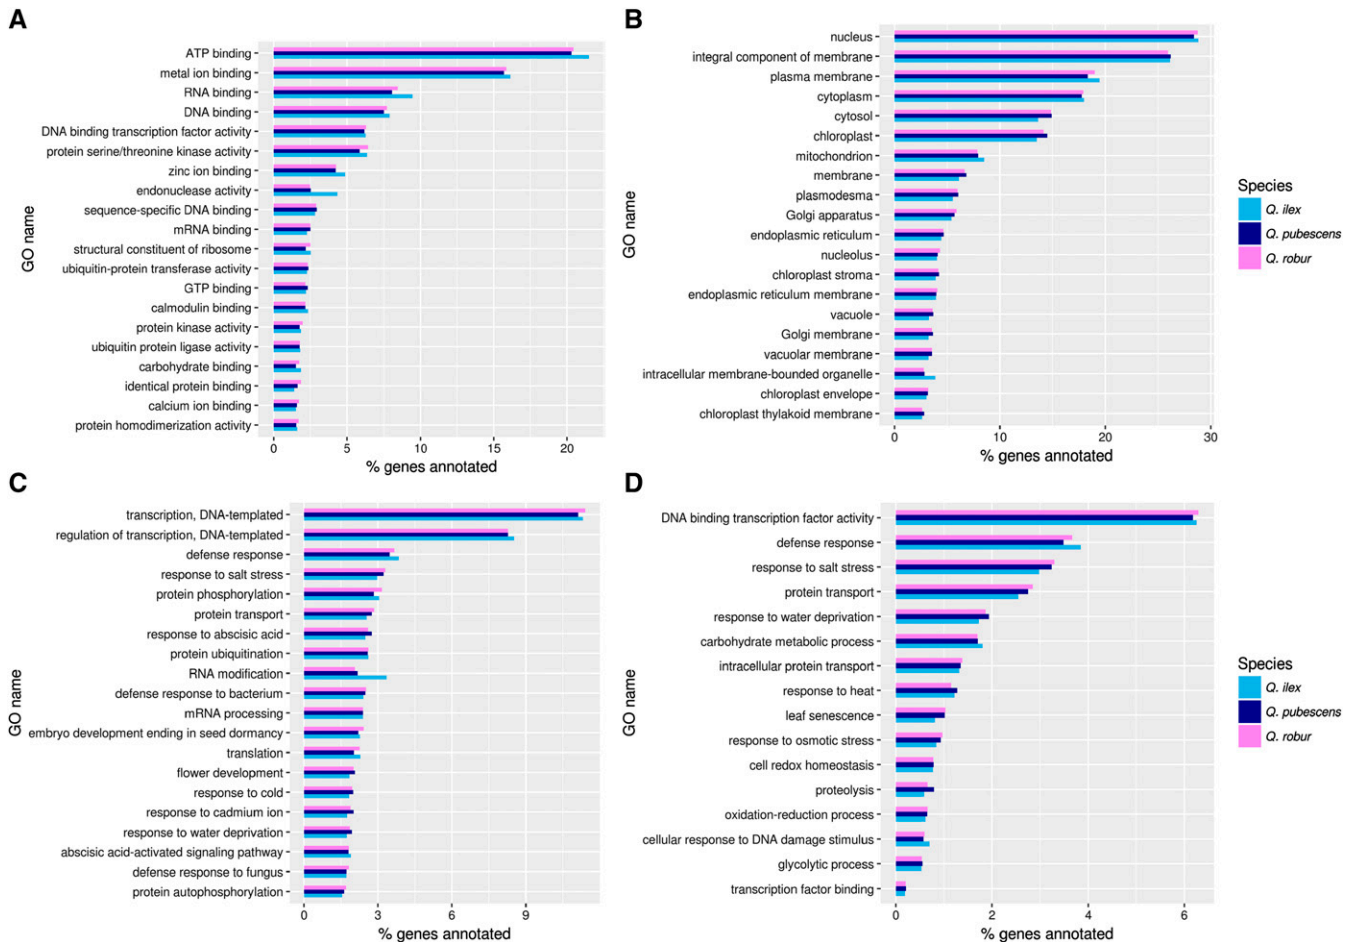 A
ATP binding
metal ion binding
RNA binding
DNA binding
DNA binding transcription factor activity
protein serine/threonine kinase activity
zinc ion binding
endonuclease activity
sequence-specific DNA binding
mRNA binding
structural constituent of ribosome
ubiquitin-protein transferase activity
GTP binding
calmodulin binding
protein kinase activity
ubiquitin protein ligase activity
carbohydrate binding
identical protein binding
calcium ion binding
protein homodimerization activity
GO name
0 5 10 15 20
% genes annotated
B
nucleus
integral component of membrane
plasma membrane
cytoplasm
cytosol
chloroplast
mitochondrion
membrane
plasmodesma
Golgi apparatus
endoplasmic reticulum
nucleolus
chloroplast stroma
endoplasmic reticulum membrane
vacuole
Golgi membrane
vacuolar membrane
intracellular membrane-bounded organelle
chloroplast envelope
chloroplast thylakoid membrane
GO name
0 10 20 30
% genes annotated
Species
Q. ilex
Q. pubescens
Q. robur
C
transcription, DNA-templated
regulation of transcription, DNA-templated
defense response
response to salt stress
protein phosphorylation
protein transport
response to abscisic acid
protein ubiquitination
RNA modification
defense response to bacterium
mRNA processing
embryo development ending in seed dormancy
translation
flower development
response to cold
response to cadmium ion
response to water deprivation
abscisic acid-activated signaling pathway
defense response to fungus
protein autophosphorylation
GO name
0 3 6 9
% genes annotated
D
DNA binding transcription factor activity
defense response
response to salt stress
protein transport
response to water deprivation
carbohydrate metabolic process
intracellular protein transport
response to heat
leaf senescence
response to osmotic stress
cell redox homeostasis
proteolysis
oxidation-reduction process
cellular response to DNA damage stimulus
glycolytic process
transcription factor binding
GO name
0 2 4 6
% genes annotated
Species
Q. ilex
Q. pubescens
Q. robur